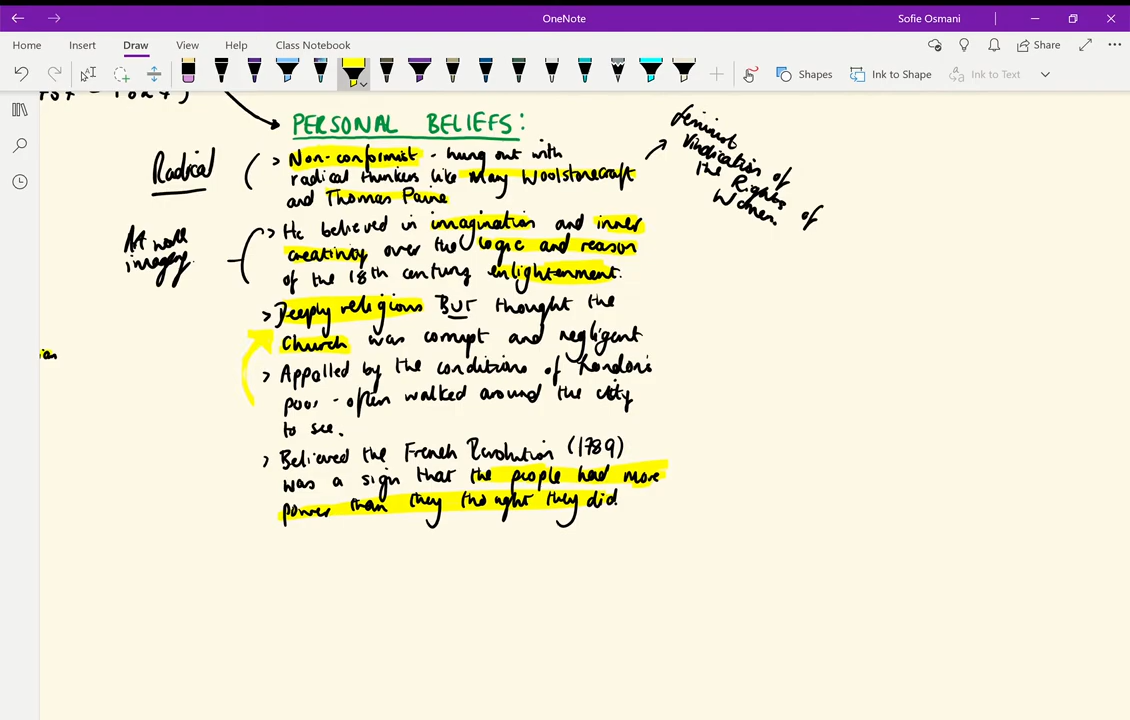 OneNote
Sofie Osmani
Home Insert Draw View Help Class Notebook
Share
Shapes
Ink to Shape
Ink to Text
PERSONAL BELIEFS:
Radical
> Non-conformist - hung out with
radical thinkers like Mary Woolstonecraft
and Thomas Paine
feminist
Vindication of
the Rights of
Women.
Art work
imagery
> He believed in imagination and inner
creativity over the logic and reason
of the 18th century enlightenment.
> Deeply religious BUT thought the
Church was corrupt and negligent
> Appalled by the conditions of London's
poor - often walked around the city
to see.
> Believed the French Revolution (1789)
was a sign that the people had more
power than they thought they did.